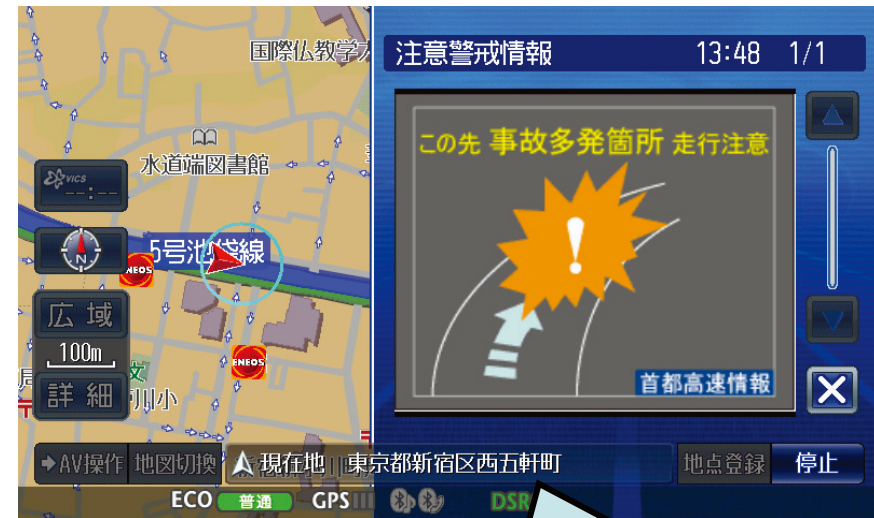 国際仏教学
水道端図書館
VICS
--:--
5号池袋線
N
ENEOS
広域
100m
ENEOS
詳細
川小
注意警戒情報 13:48 1/1
この先 事故多発箇所 走行注意
!
首都高速情報
AV操作 地図切換 現在地 東京都新宿区西五軒町 地点登録 停止
ECO 普通 GPS DSR